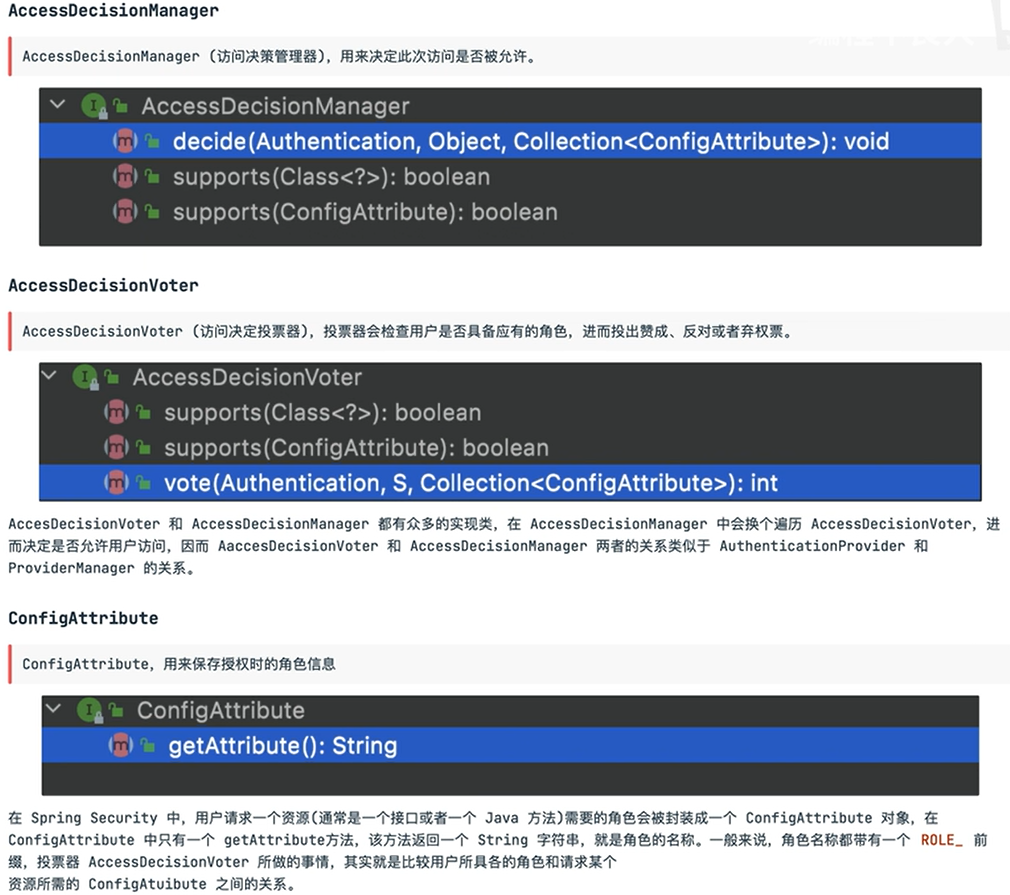 AccessDecisionManager
AccessDecisionManager (访问决策管理器)，用来决定此次访问是否被允许。
AccessDecisionManager
decide(Authentication, Object, Collection<ConfigAttribute>): void
supports(Class<?>): boolean
supports(ConfigAttribute): boolean
AccessDecisionVoter
AccessDecisionVoter (访问决定投票器)，投票器会检查用户是否具备应有的角色，进而投出赞成、反对或者弃权票。
AccessDecisionVoter
supports(Class<?>): boolean
supports(ConfigAttribute): boolean
vote(Authentication, S, Collection<ConfigAttribute>): int
AccesDecisionVoter 和 AccessDecisionManager 都有众多的实现类，在 AccessDecisionManager 中会换个遍历 AccessDecisionVoter，进
而决定是否允许用户访问，因而 AaccesDecisionVoter 和 AccessDecisionManager 两者的关系类似于 AuthenticationProvider 和
ProviderManager 的关系。
ConfigAttribute
ConfigAttribute，用来保存授权时的角色信息
ConfigAttribute
getAttribute(): String
在 Spring Security 中，用户请求一个资源(通常是一个接口或者一个 Java 方法)需要的角色会被封装成一个 ConfigAttribute 对象，在
ConfigAttribute 中只有一个 getAttribute方法，该方法返回一个 String 字符串，就是角色的名称。一般来说，角色名称都带有一个 ROLE_ 前
缀，投票器 AccessDecisionVoter 所做的事情，其实就是比较用户所具各的角色和请求某个
资源所需的 ConfigAtuibute 之间的关系。